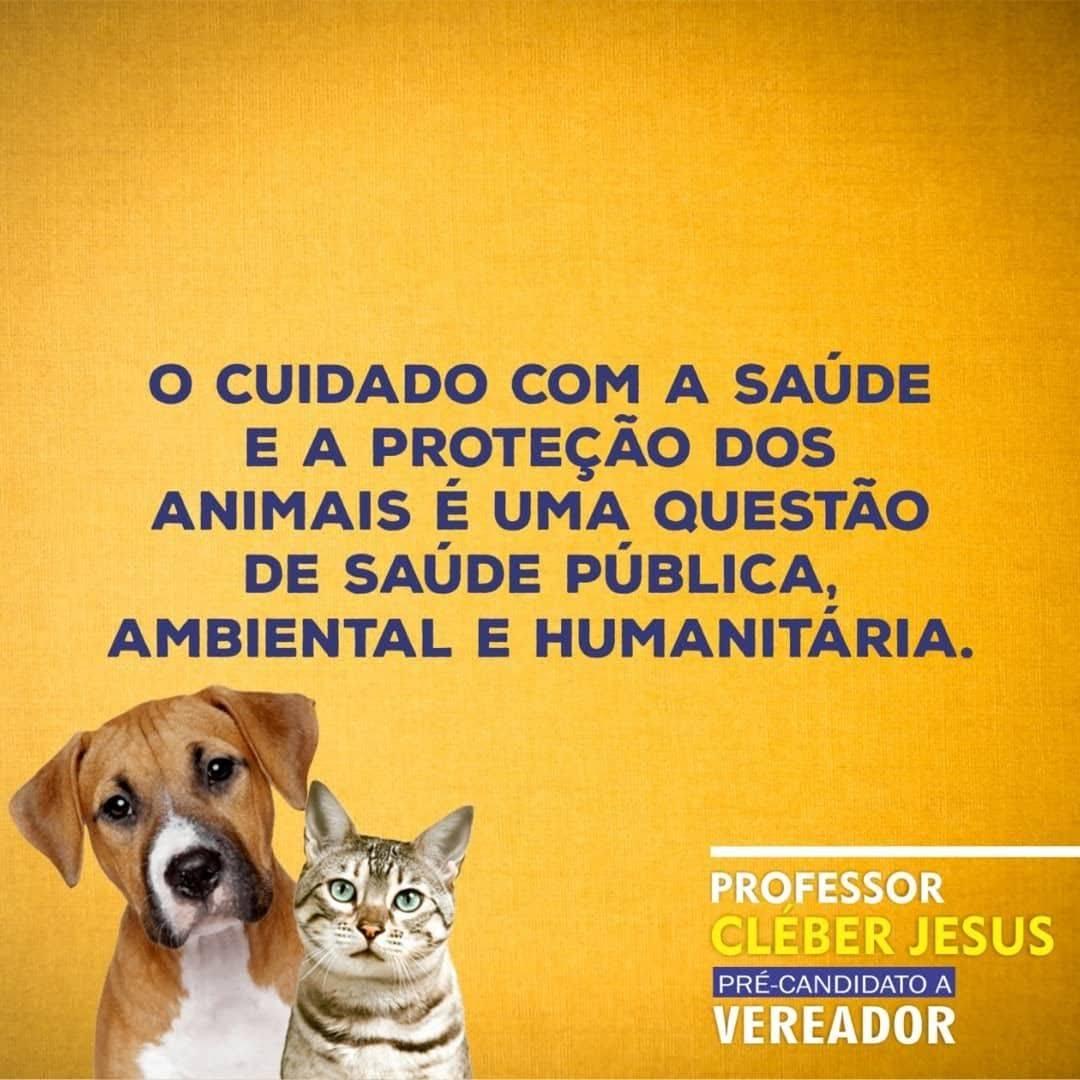 O CUIDADO COM A SAÚDE
E A PROTEÇÃO DOS
ANIMAIS É UMA QUESTÃO
DE SAÚDE PÚBLICA,
AMBIENTAL E HUMANITÁRIA.
PROFESSOR
CLÉBER JESUS
PRÉ-CANDIDATO A
VEREADOR